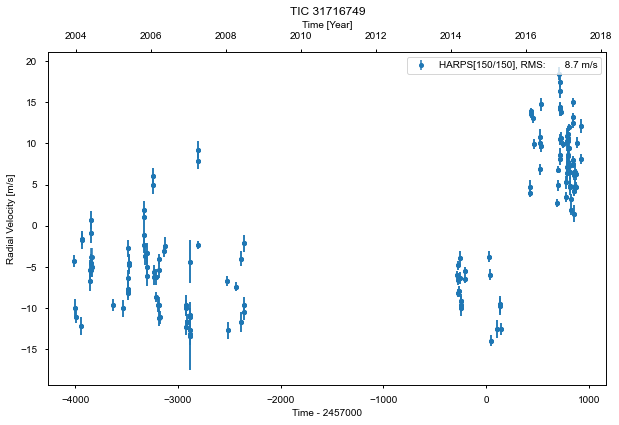 TIC 31716749
Time [Year]
2004 2006 2008 2010 2012 2014 2016 2018
HARPS[150/150], RMS: 8.7 m/s
20
15
10
5
0
−5
−10
−15
Radial Velocity [m/s]
−4000 −3000 −2000 −1000 0 1000
Time - 2457000